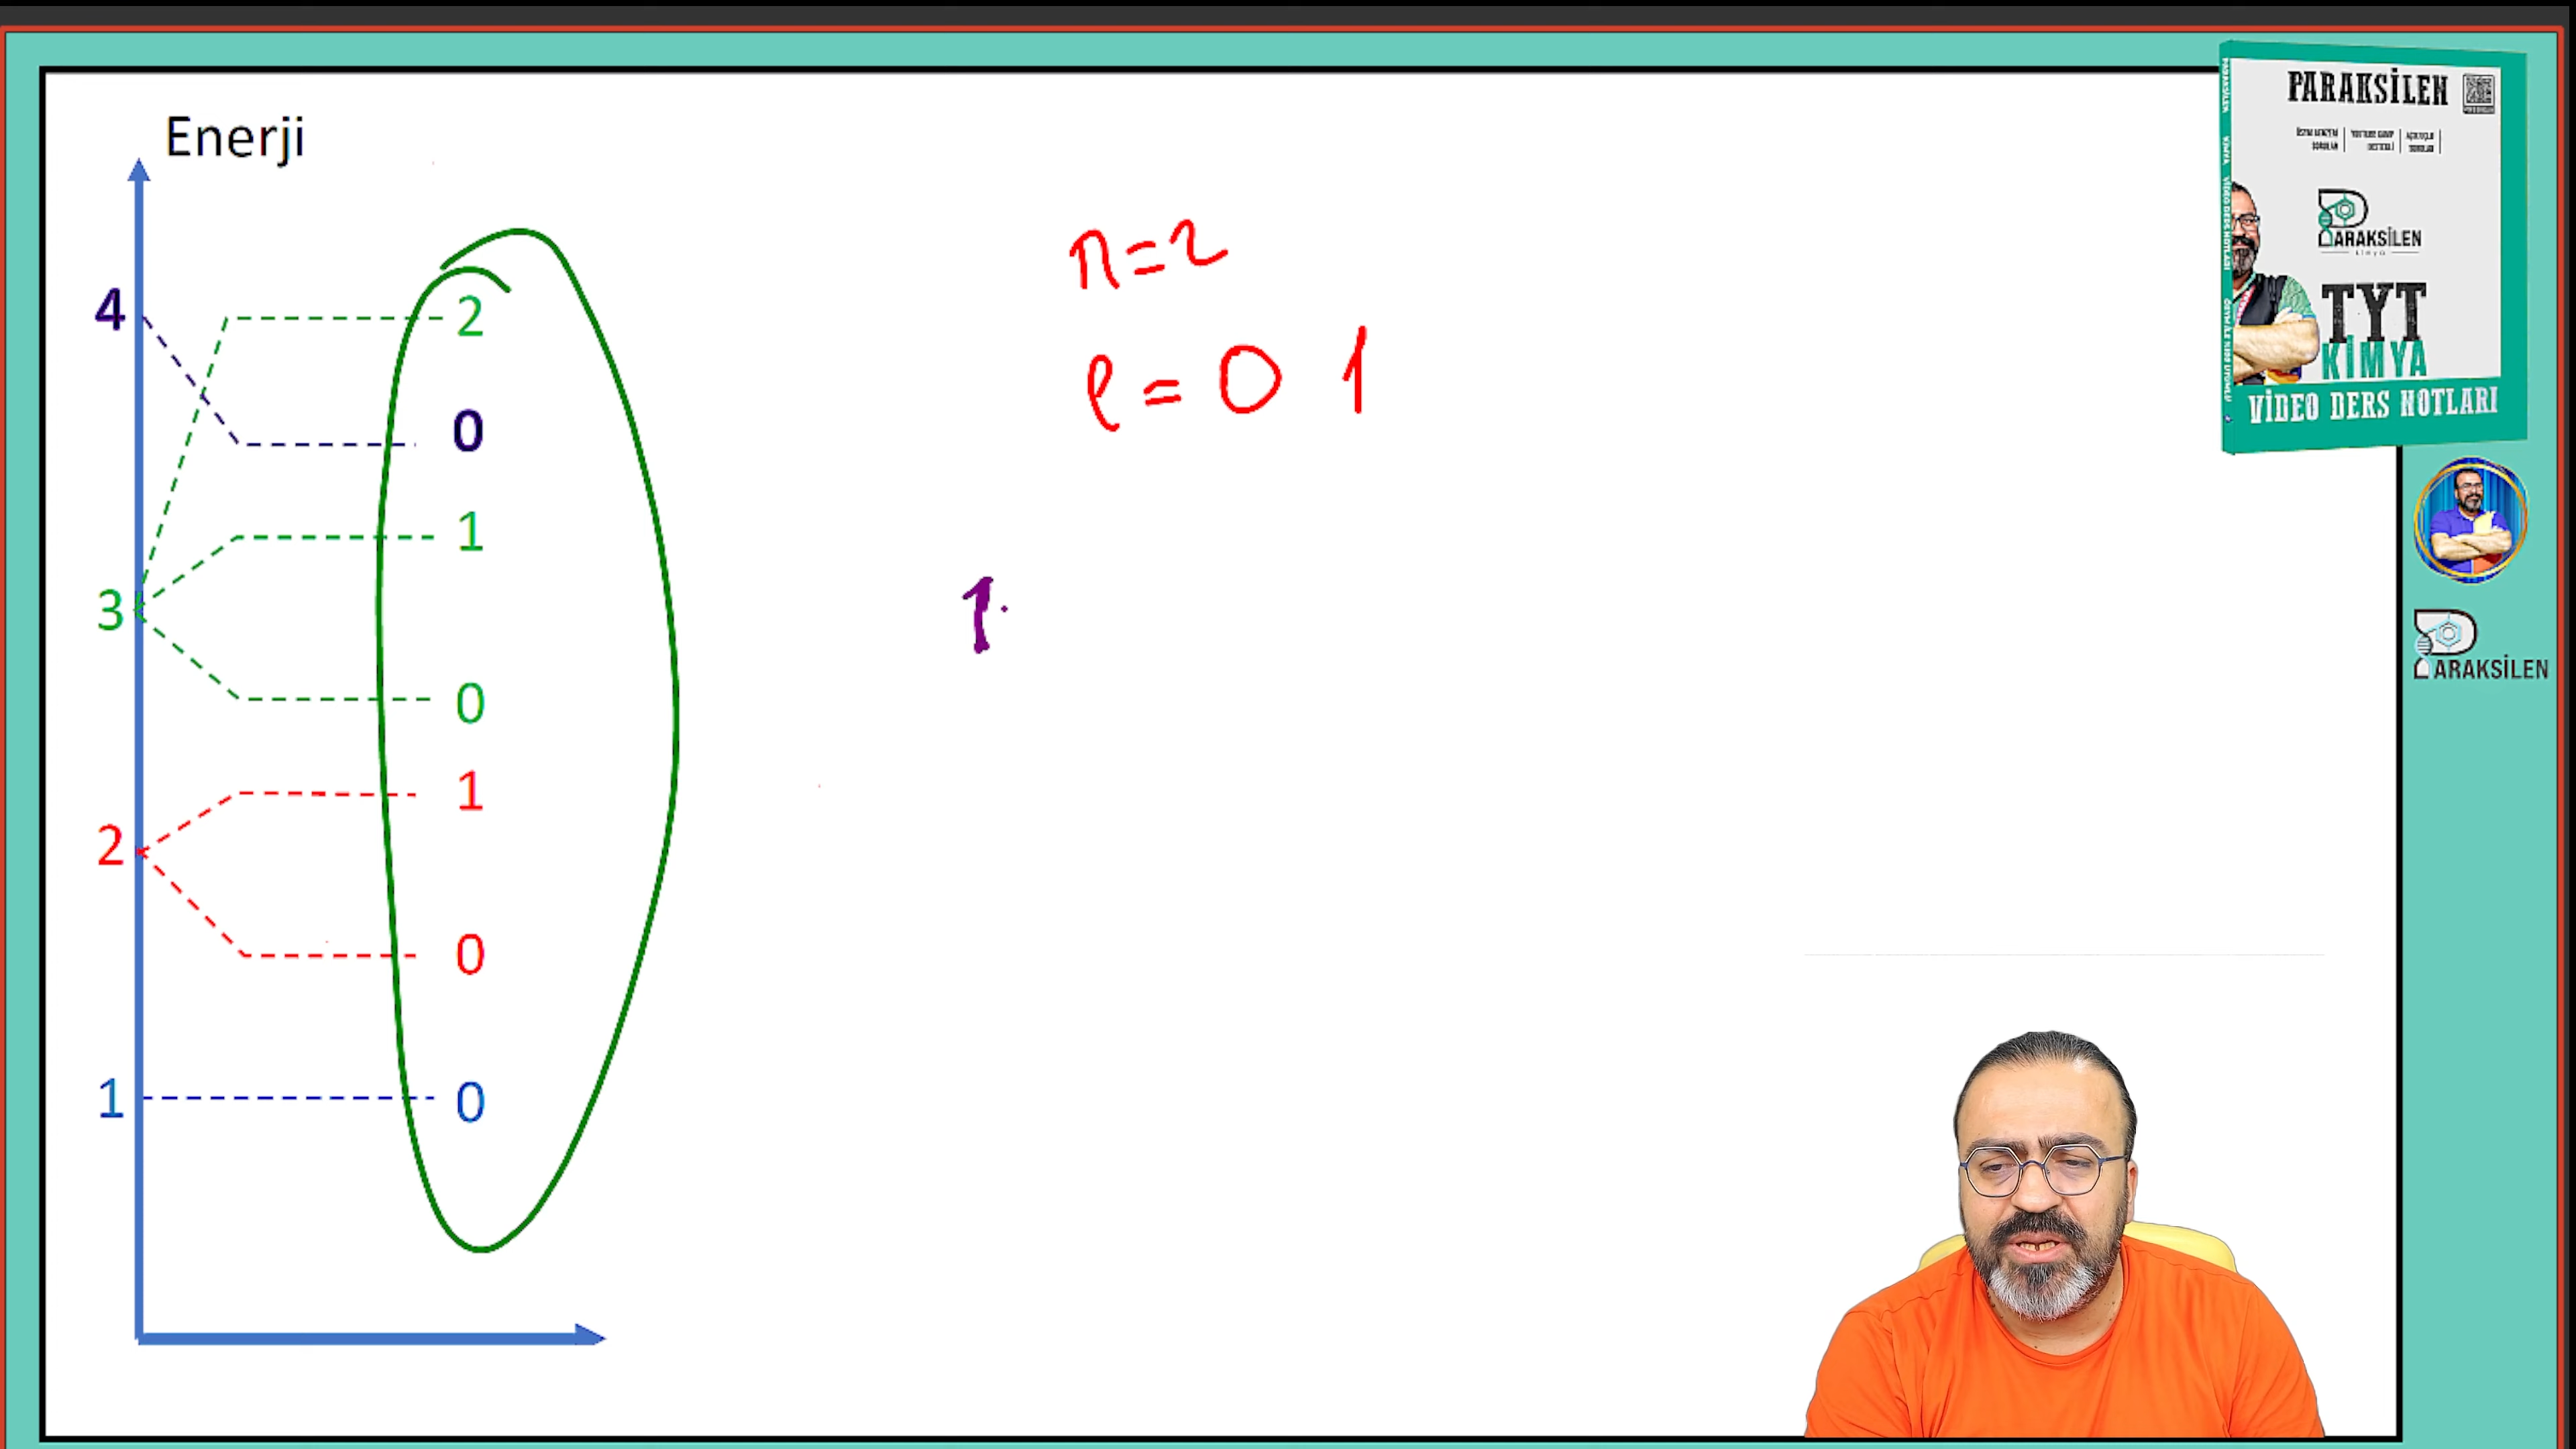 Enerji
4
3
2
1
2
0
1
0
1
0
0
n=2
l = 0 1
1.
PARAKSİLEN
PARAKSİLEN
TYT
KİMYA
VİDEO DERS NOTLARI
PARAKSİLEN